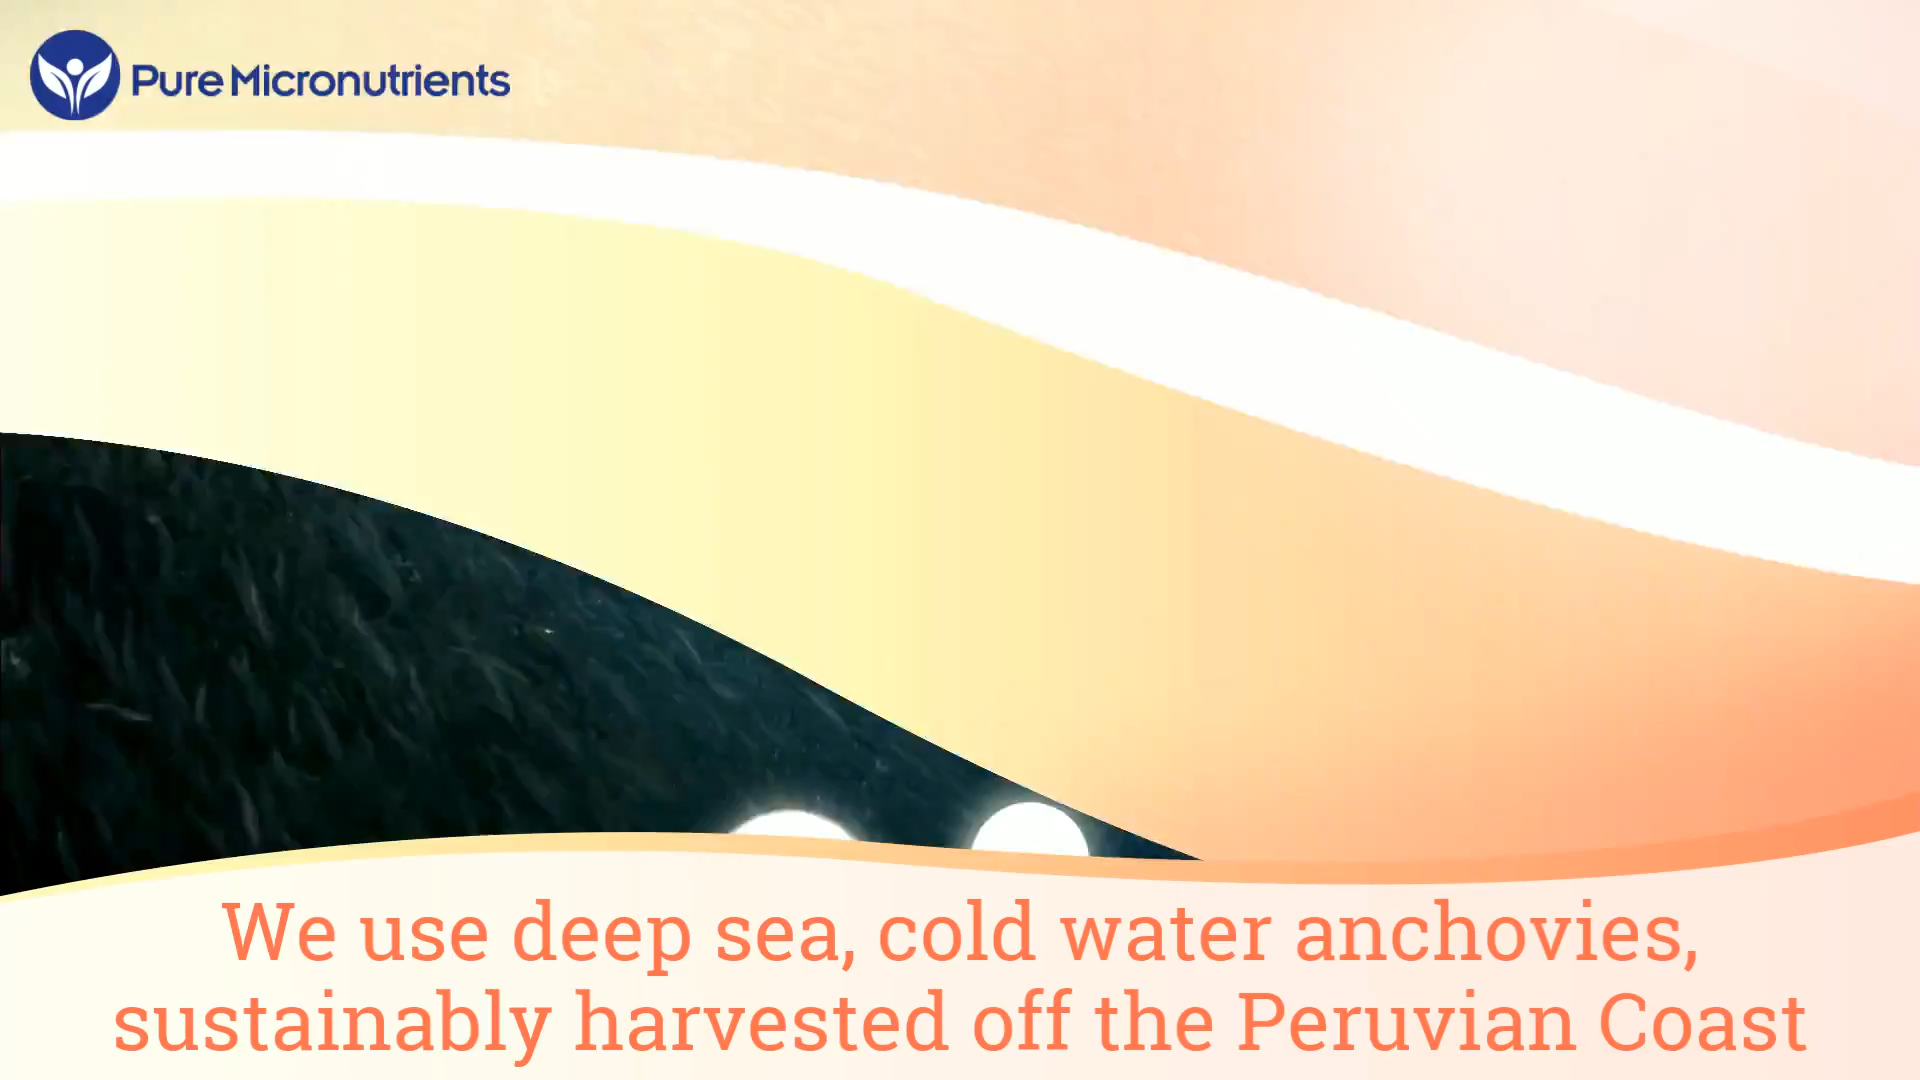 Pure Micronutrients
We use deep sea, cold water anchovies,
sustainably harvested off the Peruvian Coast